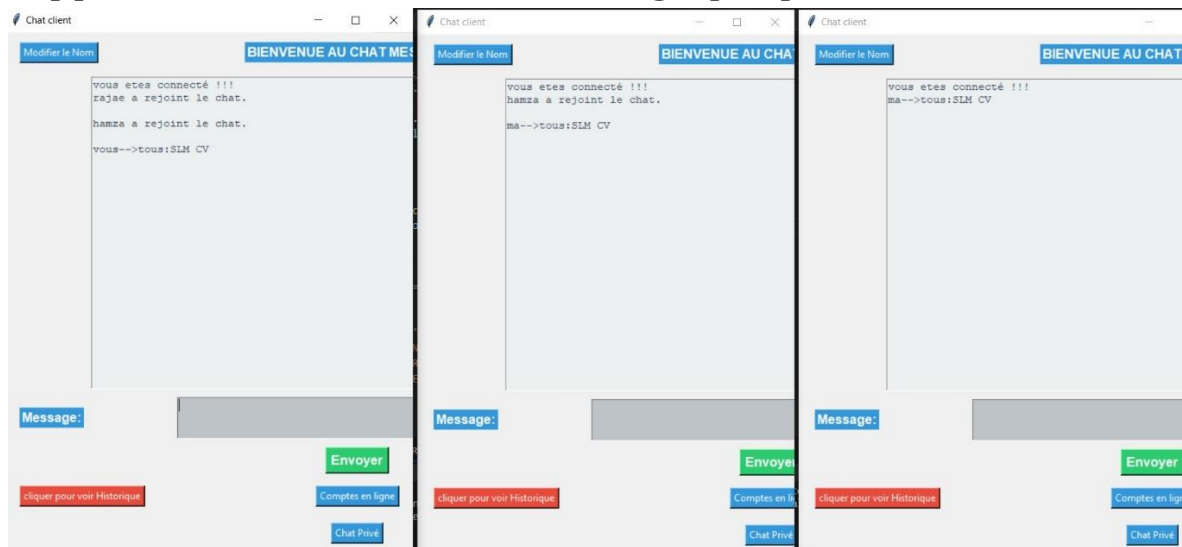 Chat client
Modifier le Nom
BIENVENUE AU CHAT MES
vous etes connecté !!!
rajae a rejoint le chat.
hamza a rejoint le chat.
vous-->tous:SLM CV
Message:
Envoyer
cliquer pour voir Historique
Comptes en ligne
Chat Privé
Chat client
Modifier le Nom
BIENVENUE AU CHA
vous etes connecté !!!
hamza a rejoint le chat.
ma-->tous:SLM CV
Message:
Envoye
cliquer pour voir Historique
Comptes en li
Chat Privé
Chat client
Modifier le Nom
BIENVENUE AU CHAT
vous etes connecté !!!
ma-->tous:SLM CV
Message:
Envoyer
cliquer pour voir Historique
Comptes en lig
Chat Privé